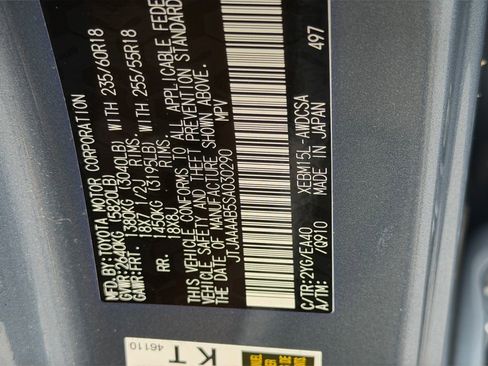 MFD.BY:TOYOTA MOTOR CORPORATION
GVWR:2640KG (5820LB)
GAWR:FRT. 1380KG (3040LB) WITH 235/60R18
18X7 1/2J RIMS.
RR. 1450KG (3195LB) WITH 255/55R18
18X8J RIMS.
THIS VEHICLE CONFORMS TO ALL APPLICABLE FEDE
VEHICLE SAFETY AND THEFT PREVENTION STANDARD
OF MANUFACTURE SHOWN ABOVE.
JTJAAAAB5SA030290 MPV
C/TR:2YG/EA40 XEBM15L-AWDCSA
A/TM: /Q910 MADE IN JAPAN
497
46110
KT